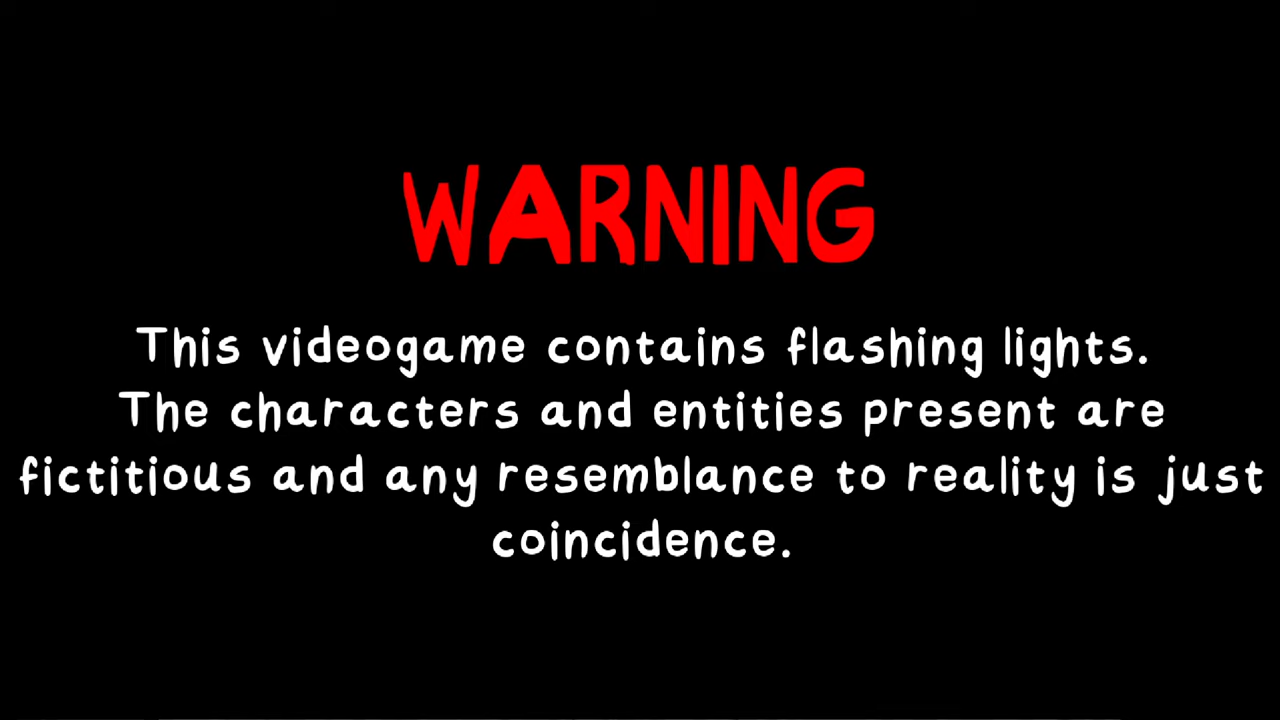 WARNING
This videogame contains flashing lights.
The characters and entities present are
fictitious and any resemblance to reality is just
coincidence.